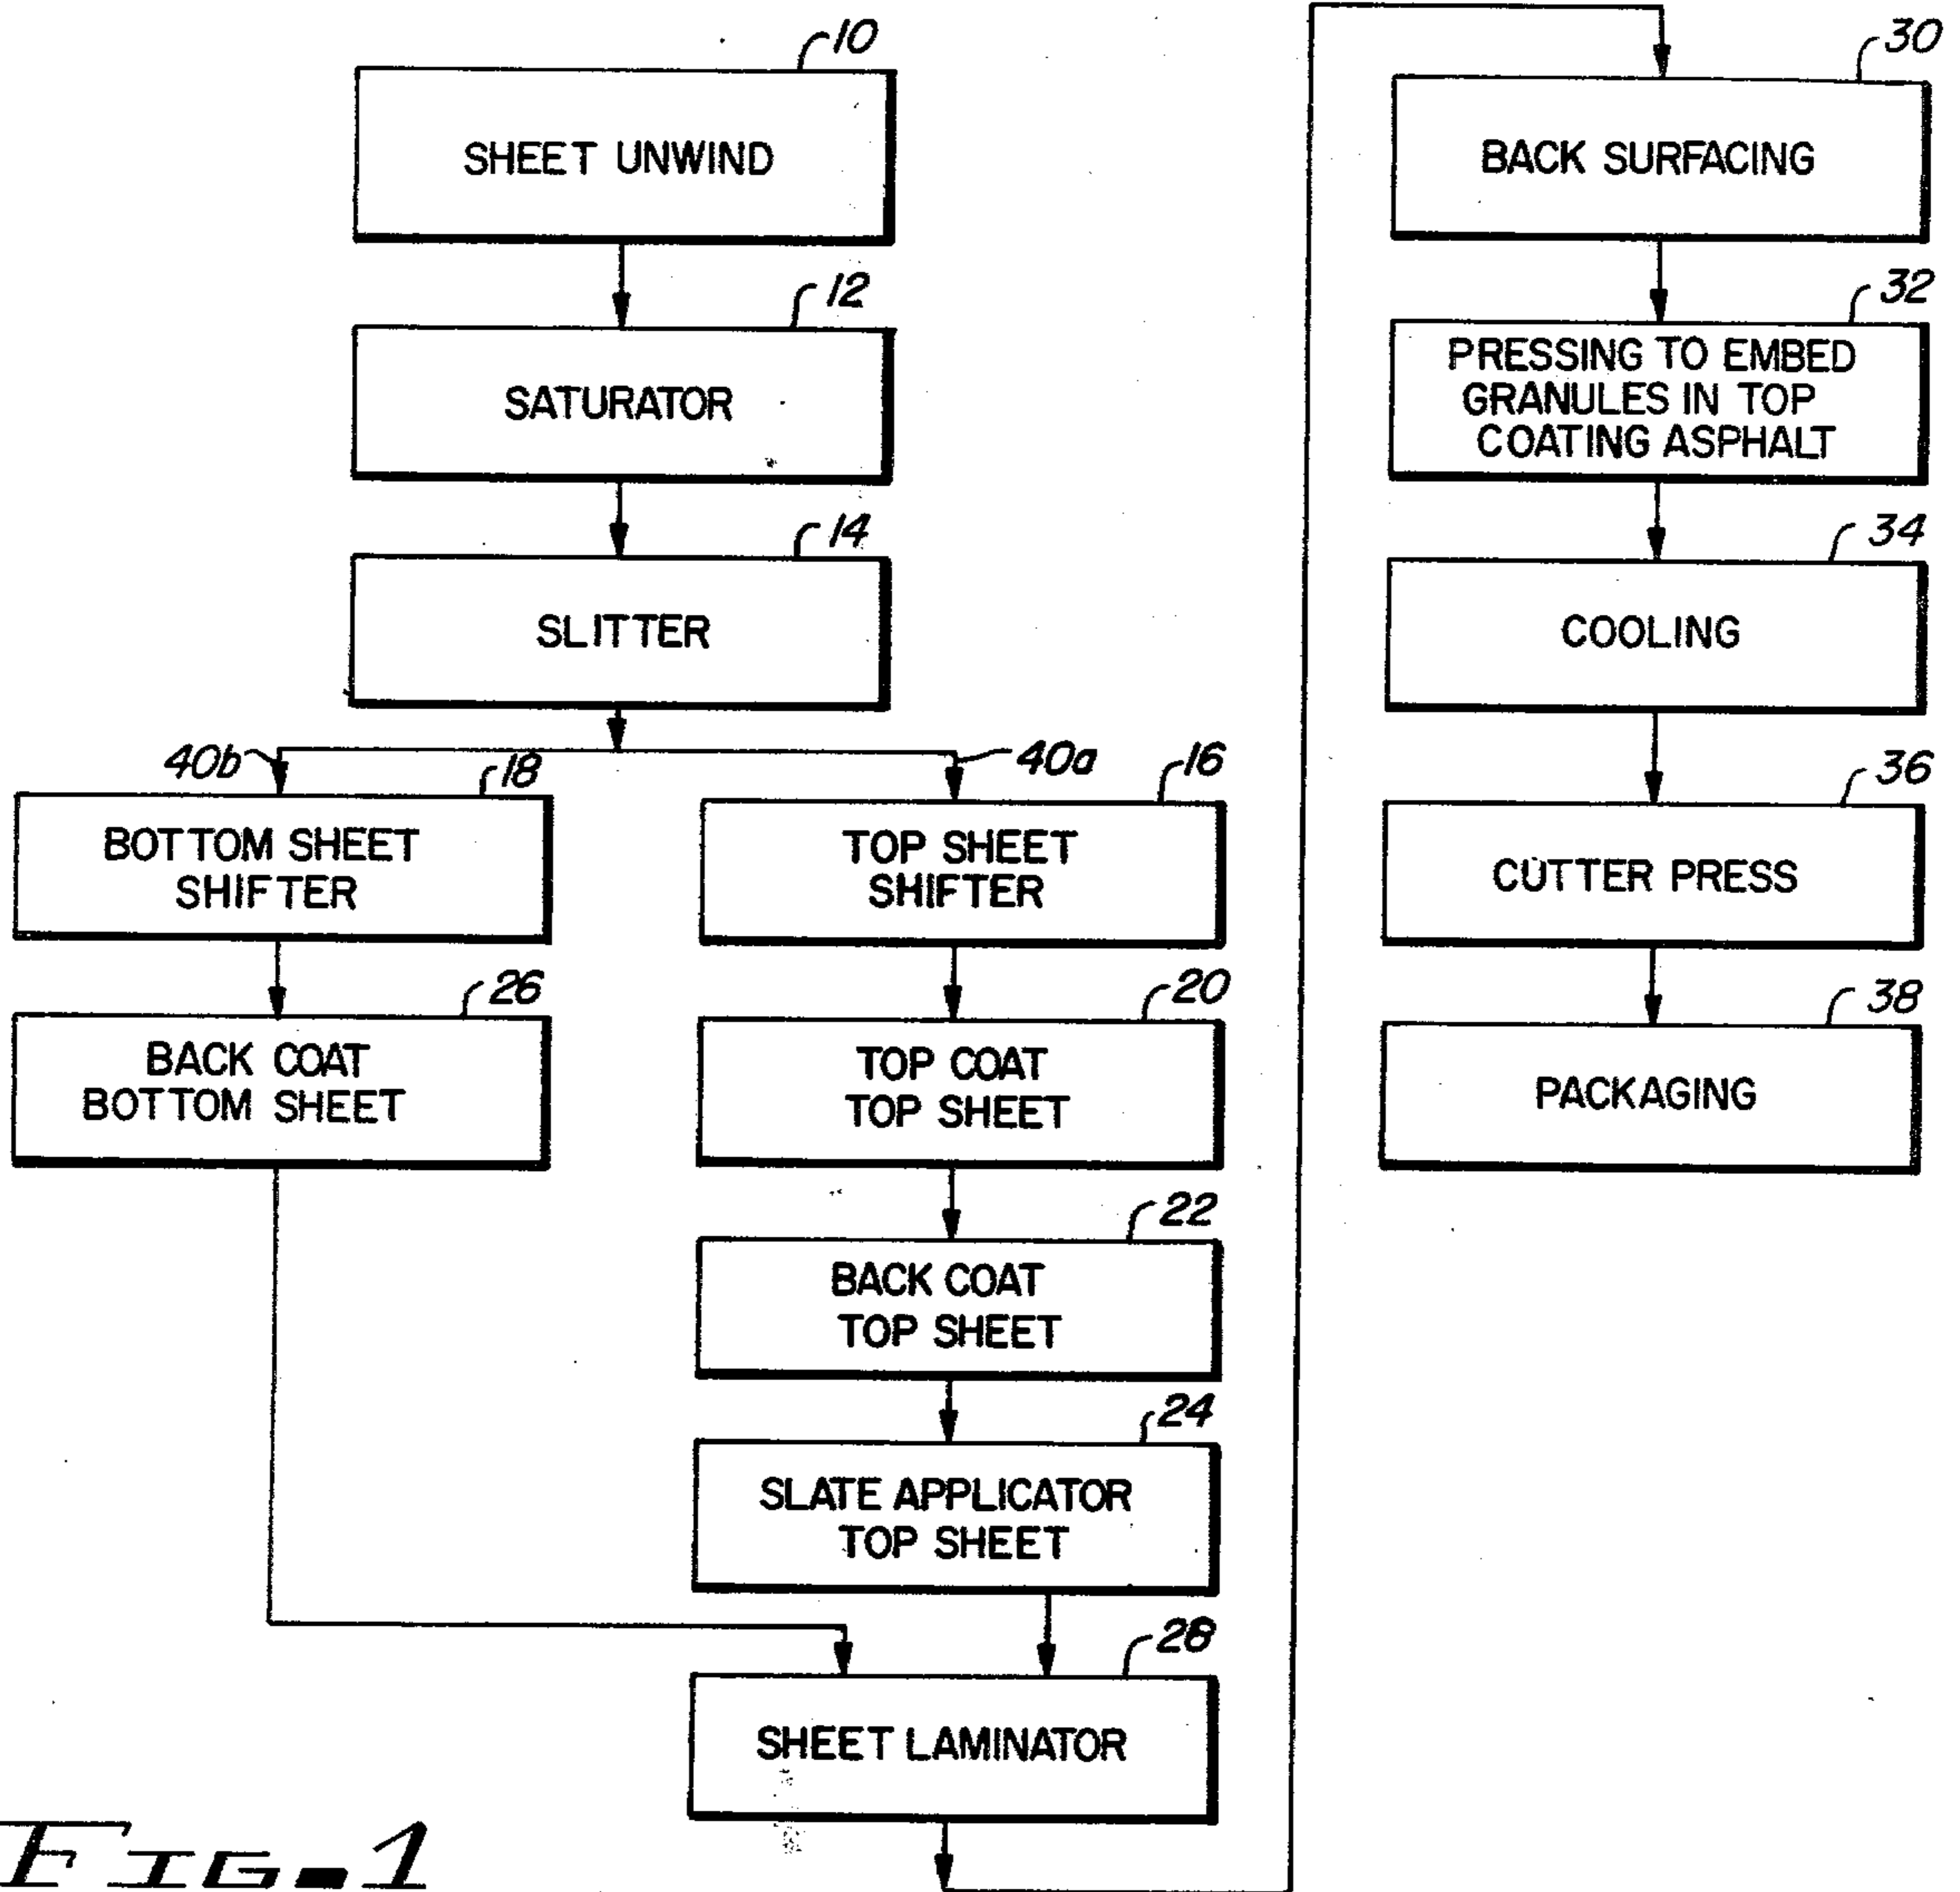 10
SHEET UNWIND
12
SATURATOR
14
SLITTER
40b
18
BOTTOM SHEET
SHIFTER
40a
16
TOP SHEET
SHIFTER
26
BACK COAT
BOTTOM SHEET
20
TOP COAT
TOP SHEET
22
BACK COAT
TOP SHEET
24
SLATE APPLICATOR
TOP SHEET
28
SHEET LAMINATOR
30
BACK SURFACING
32
PRESSING TO EMBED
GRANULES IN TOP
COATING ASPHALT
34
COOLING
36
CUTTER PRESS
38
PACKAGING
FIG.1